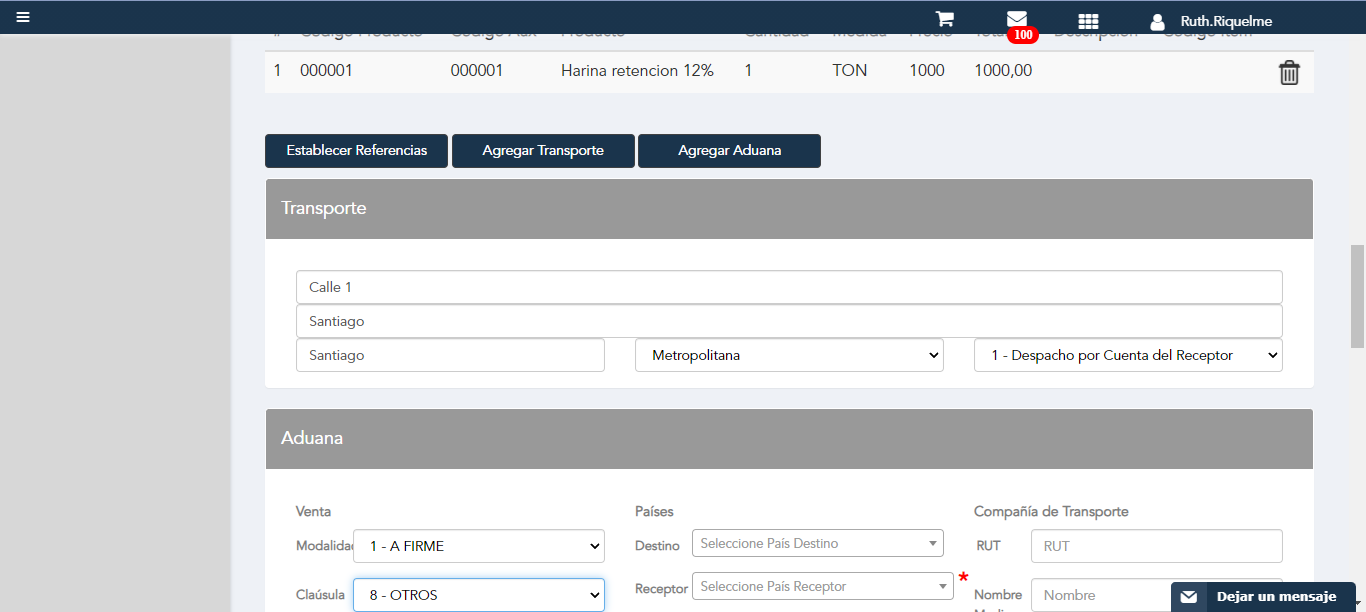 Ruth.Riquelme
100
# Codigo Producto Codigo Aux Producto Cantidad Medida Precio Total Descripcion Codigo Item
1 000001 000001 Harina retencion 12% 1 TON 1000 1000,00
Establecer Referencias Agregar Transporte Agregar Aduana
Transporte
Calle 1
Santiago
Santiago Metropolitana 1 - Despacho por Cuenta del Receptor
Aduana
Venta Países Compañía de Transporte
Modalidad 1 - A FIRME Destino Seleccione País Destino RUT RUT
Claúsula 8 - OTROS Receptor Seleccione País Receptor * Nombre Nombre
Dejar un mensaje